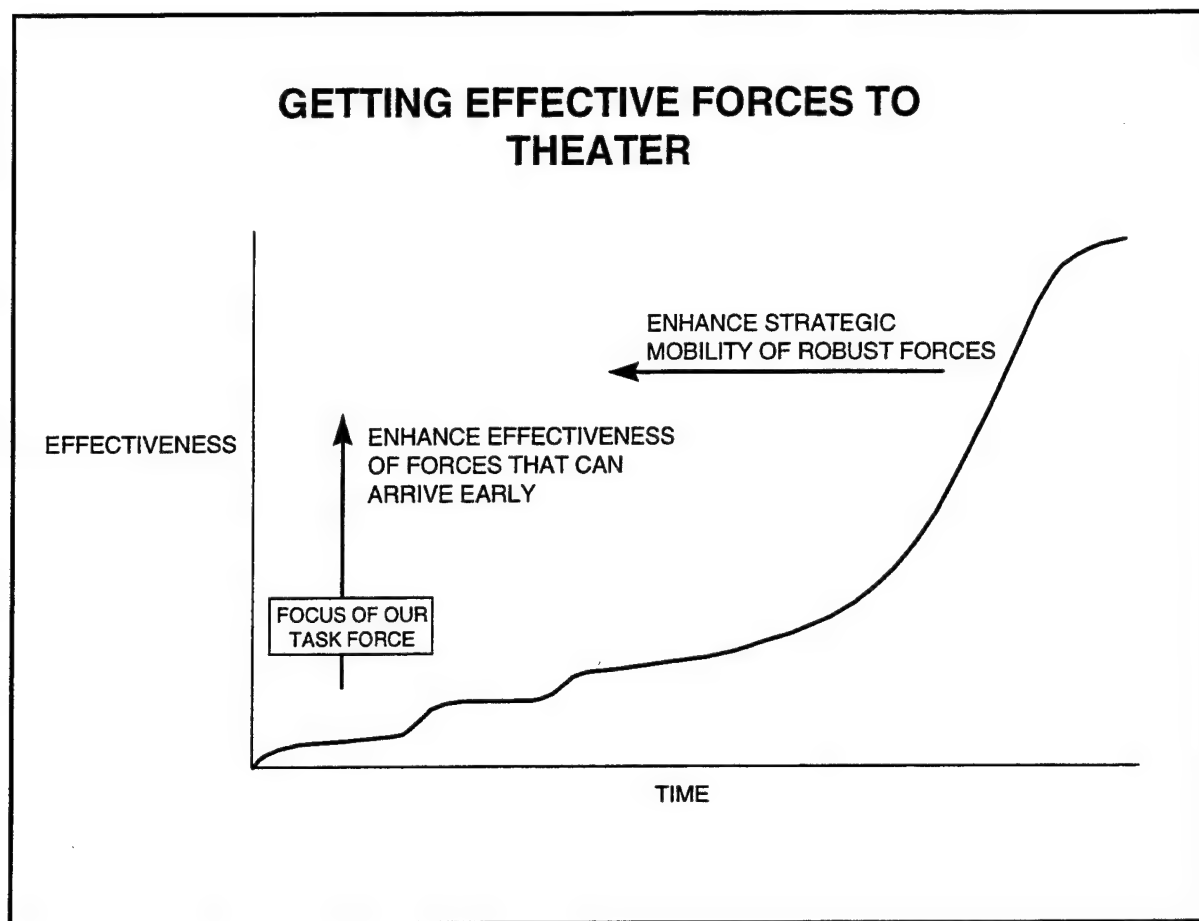 GETTING EFFECTIVE FORCES TO
THEATER
ENHANCE STRATEGIC
MOBILITY OF ROBUST FORCES
EFFECTIVENESS
ENHANCE EFFECTIVENESS
OF FORCES THAT CAN
ARRIVE EARLY
FOCUS OF OUR
TASK FORCE
TIME